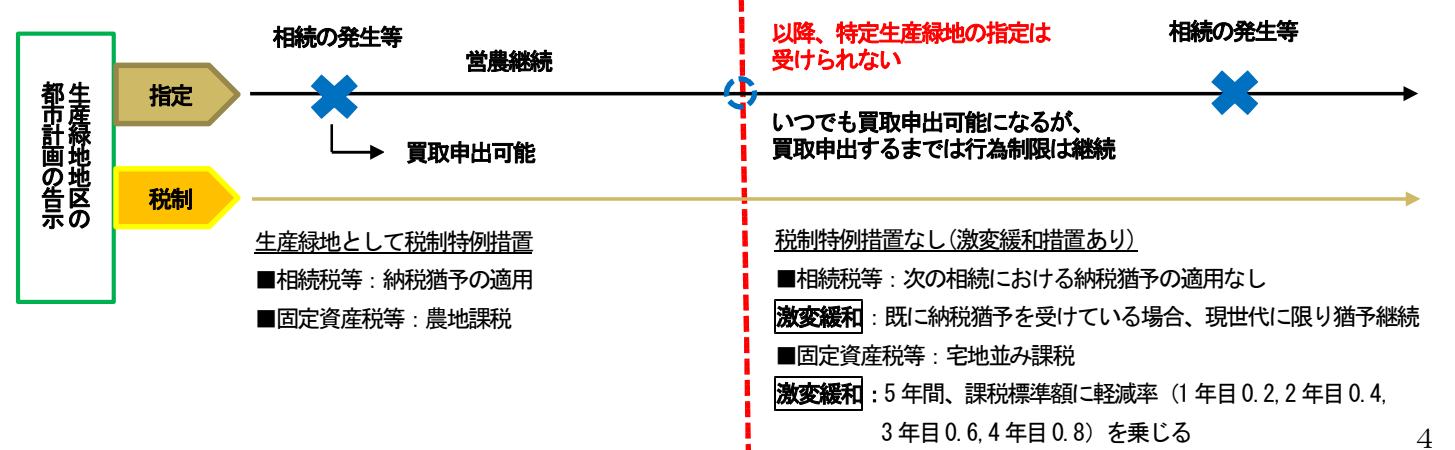 生産緑地地区の
都市計画の告示
指定
税制
相続の発生等
営農継続
買取申出可能
以降、特定生産緑地の指定は
受けられない
相続の発生等
いつでも買取申出可能になるが、
買取申出するまでは行為制限は継続
生産緑地として税制特例措置
■相続税等：納税猶予の適用
■固定資産税等：農地課税
税制特例措置なし(激変緩和措置あり)
■相続税等：次の相続における納税猶予の適用なし
激変緩和：既に納税猶予を受けている場合、現世代に限り猶予継続
■固定資産税等：宅地並み課税
激変緩和：5年間、課税標準額に軽減率（1年目0.2,2年目0.4,
3年目0.6,4年目0.8）を乗じる
4